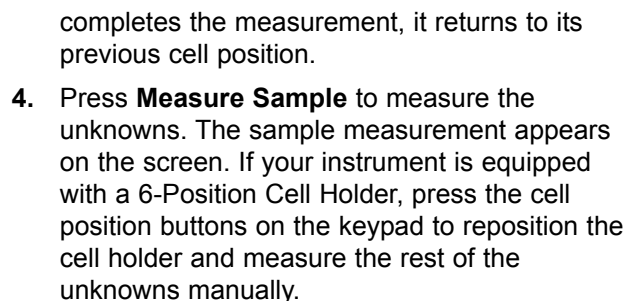 completes the measurement, it returns to its
previous cell position.
4. Press Measure Sample to measure the
unknowns. The sample measurement appears
on the screen. If your instrument is equipped
with a 6-Position Cell Holder, press the cell
position buttons on the keypad to reposition the
cell holder and measure the rest of the
unknowns manually.